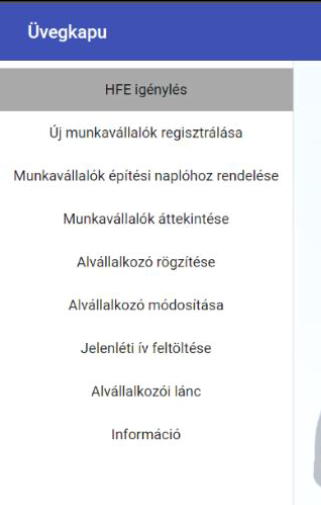 Üvegkapu
HFE igénylés
Új munkavállalók regisztrálása
Munkavállalók építési naplóhoz rendelése
Munkavállalók áttekintése
Alvállalkozó rögzítése
Alvállalkozó módosítása
Jelenléti ív feltöltése
Alvállalkozói lánc
Információ